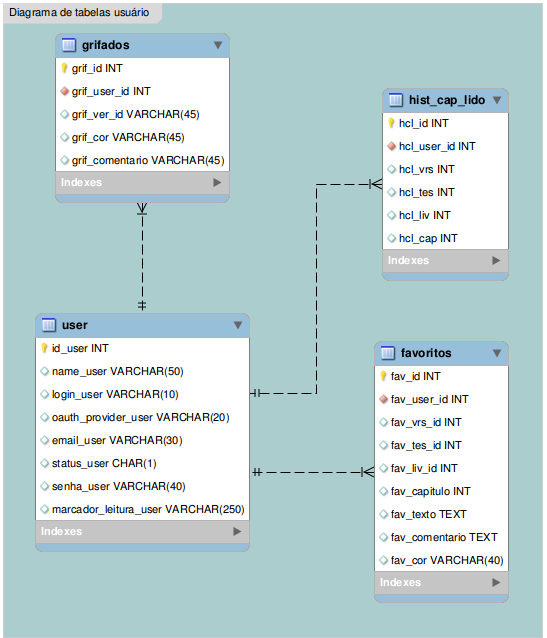 Diagrama de tabelas usuário
grifados
grif_id INT
grif_user_id INT
grif_ver_id VARCHAR(45)
grif_cor VARCHAR(45)
grif_comentario VARCHAR(45)
Indexes
hist_cap_lido
hcl_id INT
hcl_user_id INT
hcl_vrs INT
hcl_tes INT
hcl_liv INT
hcl_cap INT
Indexes
user
id_user INT
name_user VARCHAR(50)
login_user VARCHAR(10)
oauth_provider_user VARCHAR(20)
email_user VARCHAR(30)
status_user CHAR(1)
senha_user VARCHAR(40)
marcador_leitura_user VARCHAR(250)
Indexes
favoritos
fav_id INT
fav_user_id INT
fav_vrs_id INT
fav_tes_id INT
fav_liv_id INT
fav_capitulo INT
fav_texto TEXT
fav_comentario TEXT
fav_cor VARCHAR(40)
Indexes